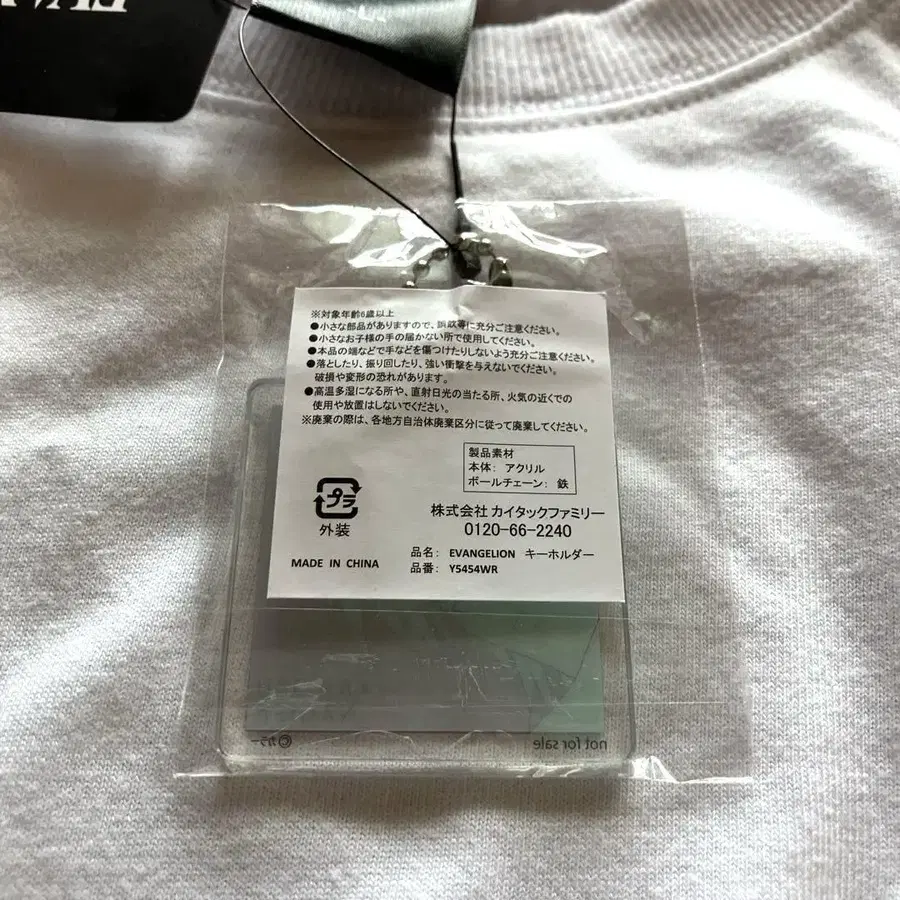 ※対象年齢6歳以上
●小さな部品がありますので、誤飲等に充分ご注意ください。
●小さなお子様の手の届かない所で使用してください。
●本品の端などで手などを傷つけたりしないよう充分ご注意ください。
●落としたり、振り回したり、強い衝撃を与えないでください。
破損や変形の恐れがあります。
●高温多湿になる所や、直射日光の当たる所、火気の近くでの
使用や放置はしないでください。
※廃棄の際は、各地方自治体廃棄区分に従って廃棄してください。
製品素材
本体: アクリル
ボールチェーン: 鉄
プラ
外装
株式会社 カイタックファミリー
0120-66-2240
MADE IN CHINA
品名: EVANGELION キーホルダー
品番: Y5454WR
not for sale
©カラー